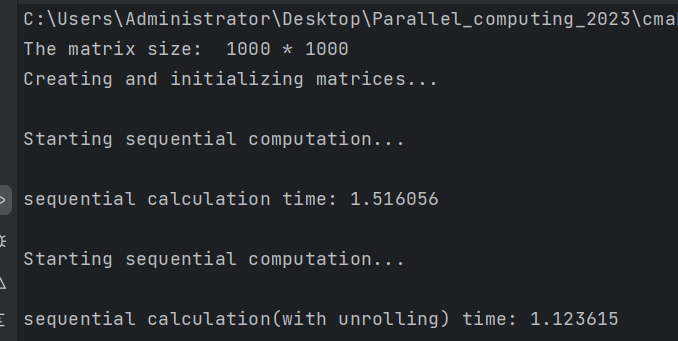 C:\Users\Administrator\Desktop\Parallel_computing_2023\cma
The matrix size:  1000 * 1000
Creating and initializing matrices...
Starting sequential computation...
sequential calculation time: 1.516056
Starting sequential computation...
sequential calculation(with unrolling) time: 1.123615